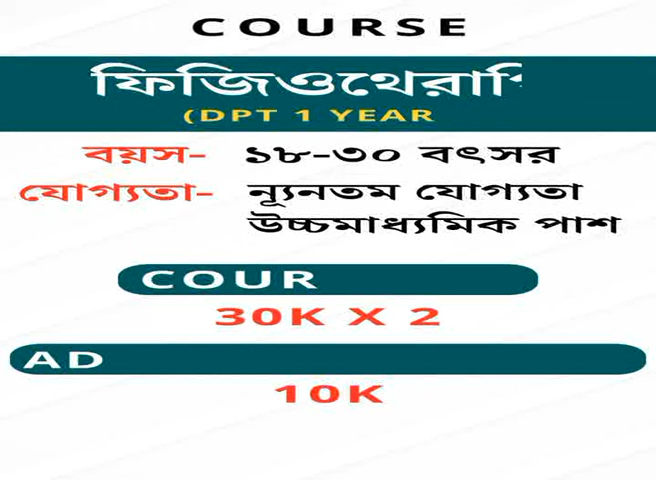 COURSE
ফিজিওথেরাপি
(DPT 1 YEAR
বয়স- ১৮-৩০ বৎসর
যোগ্যতা- ন্যূনতম যোগ্যতা
উচ্চমাধ্যমিক পাশ
COUR
30K X 2
AD
10K